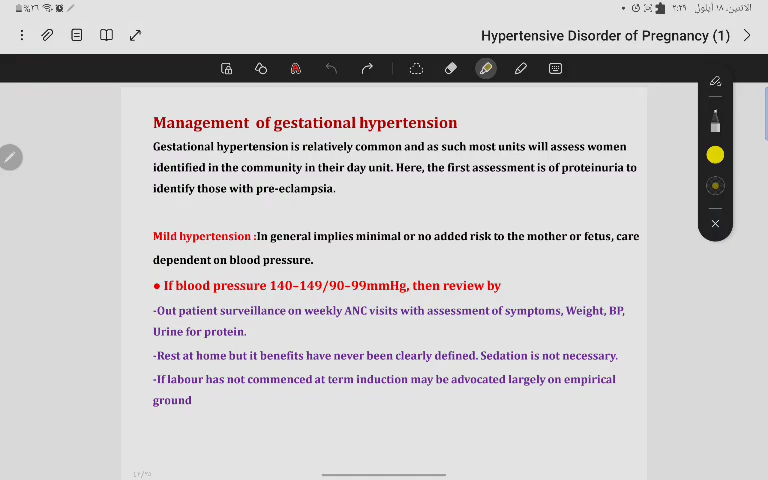 %٢٦
الاثنين، ١٨ أيلول ٣:٢٩
Hypertensive Disorder of Pregnancy (1)
Management of gestational hypertension
Gestational hypertension is relatively common and as such most units will assess women
identified in the community in their day unit. Here, the first assessment is of proteinuria to
identify those with pre-eclampsia.
Mild hypertension :In general implies minimal or no added risk to the mother or fetus, care
dependent on blood pressure.
● If blood pressure 140–149/90–99mmHg, then review by
-Out patient surveillance on weekly ANC visits with assessment of symptoms, Weight, BP,
Urine for protein.
-Rest at home but it benefits have never been clearly defined. Sedation is not necessary.
-If labour has not commenced at term induction may be advocated largely on empirical
ground